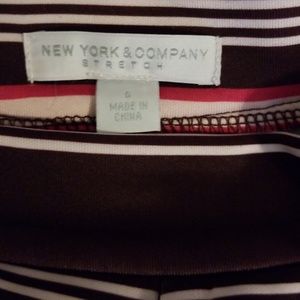 NEW YORK & COMPANY
STRETCH
MADE IN
CHINA